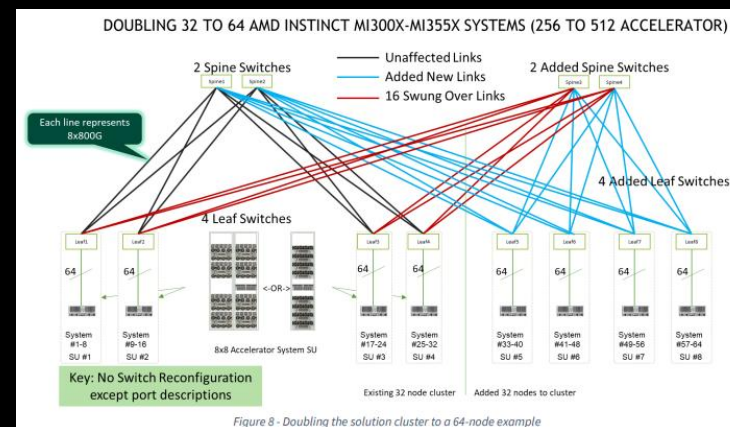 DOUBLING 32 TO 64 AMD INSTINCT MI300X-MI355X SYSTEMS (256 TO 512 ACCELERATOR)
2 Spine Switches
Unaffected Links
Added New Links
16 Swung Over Links
2 Added Spine Switches
Spine1
Spine2
Spine3
Spine4
Each line represents
8x800G
4 Added Leaf Switches
4 Leaf Switches
Leaf1
Leaf2
Leaf3
Leaf4
Leaf5
Leaf6
Leaf7
Leaf8
64
64
64
64
64
64
64
64
<-OR->
8x8 Accelerator System SU
System
#1-8
SU #1
System
#9-16
SU #2
System
#17-24
SU #3
System
#25-32
SU #4
System
#33-40
SU #5
System
#41-48
SU #6
System
#49-56
SU #7
System
#57-64
SU #8
Key: No Switch Reconfiguration
except port descriptions
Existing 32 node cluster
Added 32 nodes to cluster
Figure 8 - Doubling the solution cluster to a 64-node example